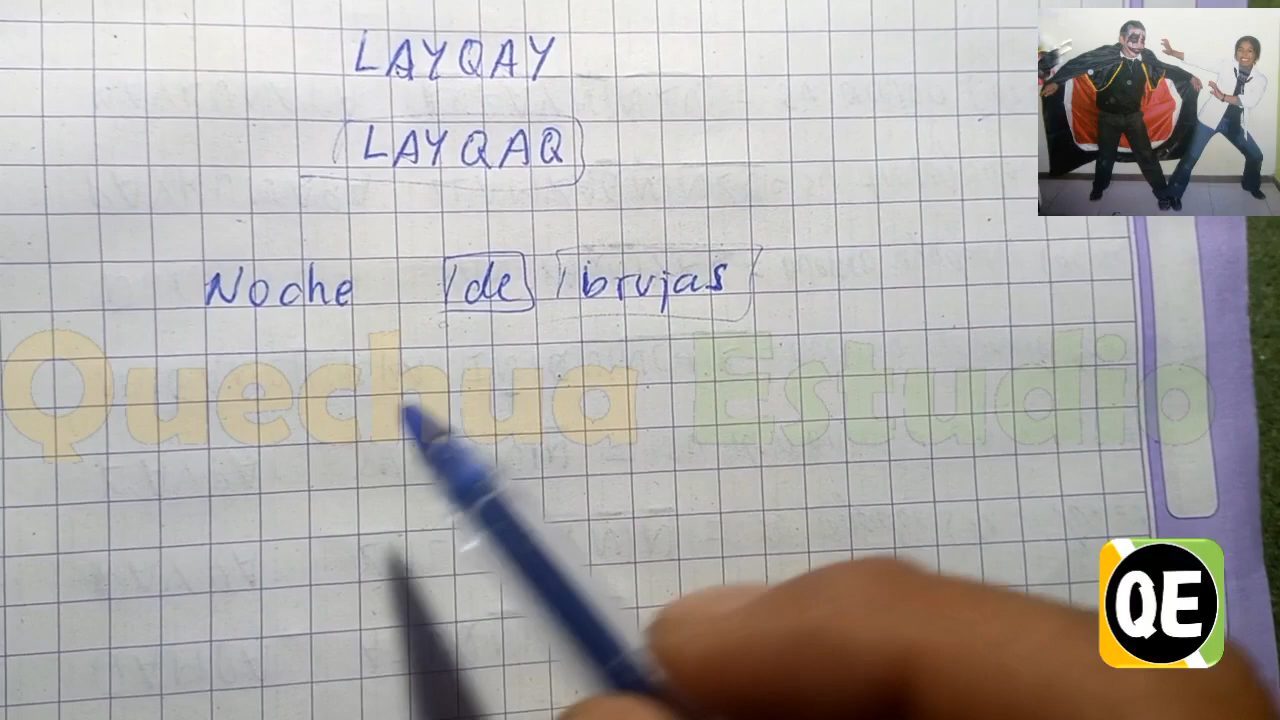 LAYQAY
LAYQAQ
Noche de brujas
Quechua Estudio
QE